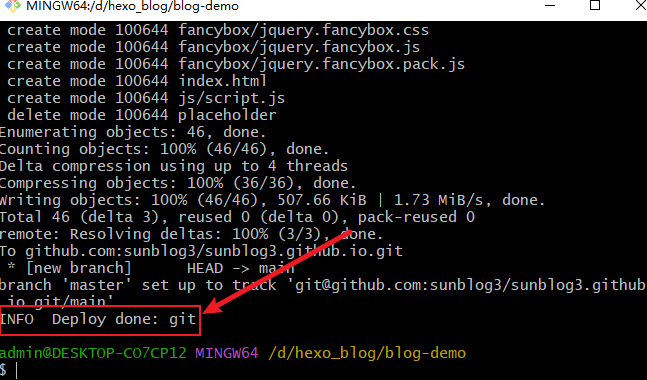 MINGW64:/d/hexo_blog/blog-demo
create mode 100644 fancybox/jquery.fancybox.css
create mode 100644 fancybox/jquery.fancybox.js
create mode 100644 fancybox/jquery.fancybox.pack.js
create mode 100644 index.html
create mode 100644 js/script.js
delete mode 100644 placeholder
Enumerating objects: 46, done.
Counting objects: 100% (46/46), done.
Delta compression using up to 4 threads
Compressing objects: 100% (36/36), done.
Writing objects: 100% (46/46), 507.66 KiB | 1.73 MiB/s, done.
Total 46 (delta 3), reused 0 (delta 0), pack-reused 0
remote: Resolving deltas: 100% (3/3), done.
To github.com:sunblog3/sunblog3.github.io.git
* [new branch]      HEAD -> main
branch 'master' set up to track 'git@github.com:sunblog3/sunblog3.github
.io.git/main'.
INFO  Deploy done: git
admin@DESKTOP-CO7CP12 MINGW64 /d/hexo_blog/blog-demo
$